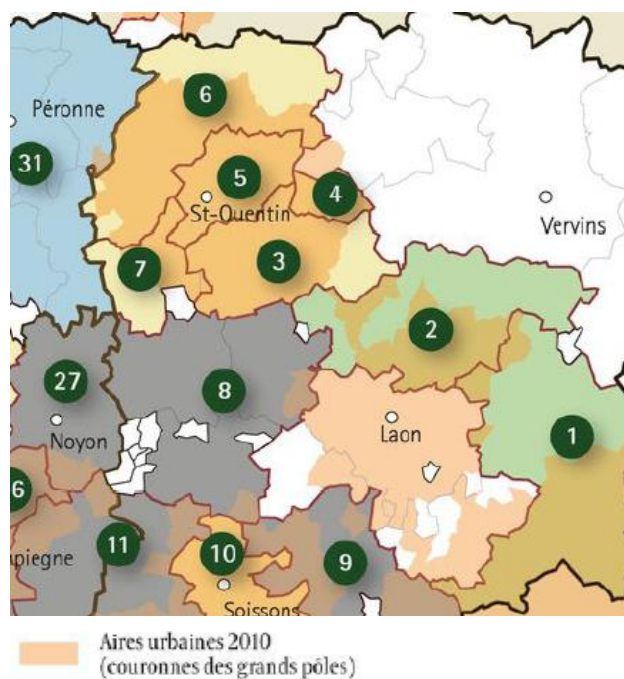 6
Péronne
31
5
4
St-Quentin
Vervins
3
7
2
27
8
Noyon
Laon
1
6
11
10
9
mpiegne
Soissons
Aires urbaines 2010
(couronnes des grands pôles)